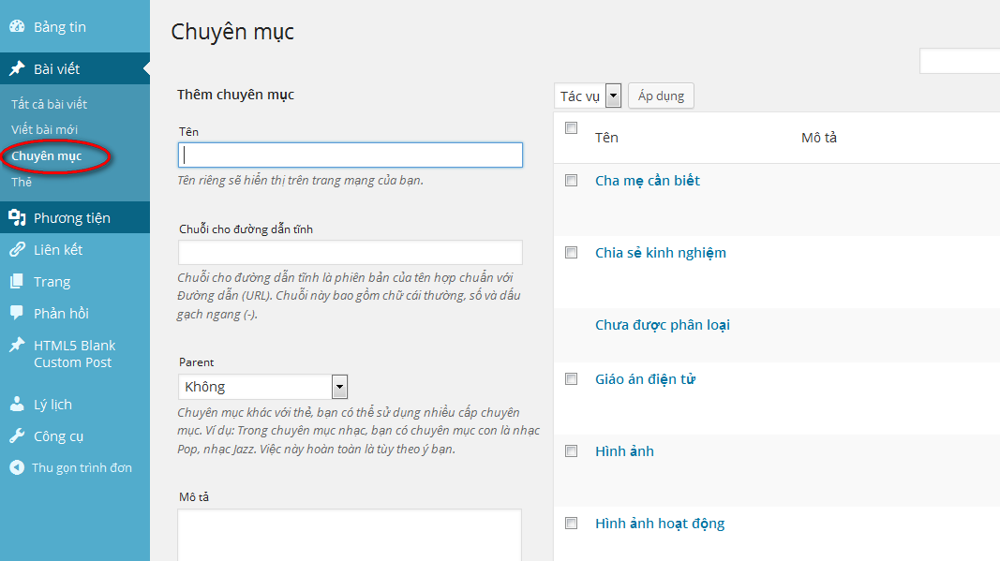 Bảng tin
Bài viết
Tất cả bài viết
Viết bài mới
Chuyên mục
Thẻ
Phương tiện
Liên kết
Trang
Phản hồi
HTML5 Blank
Custom Post
Lý lịch
Công cụ
Thu gọn trình đơn
Chuyên mục
Thêm chuyên mục
Tên
Tên riêng sẽ hiển thị trên trang mạng của bạn.
Chuỗi cho đường dẫn tĩnh
Chuỗi cho đường dẫn tĩnh là phiên bản của tên hợp chuẩn với
Đường dẫn (URL). Chuỗi này bao gồm chữ cái thường, số và dấu
gạch ngang (-).
Parent
Không
Chuyên mục khác với thẻ, bạn có thể sử dụng nhiều cấp chuyên
mục. Ví dụ: Trong chuyên mục nhạc, bạn có chuyên mục con là nhạc
Pop, nhạc Jazz. Việc này hoàn toàn là tùy theo ý bạn.
Mô tả
Tác vụ
Áp dụng
Tên
Mô tả
Cha mẹ cần biết
Chia sẻ kinh nghiệm
Chưa được phân loại
Giáo án điện tử
Hình ảnh
Hình ảnh hoạt động